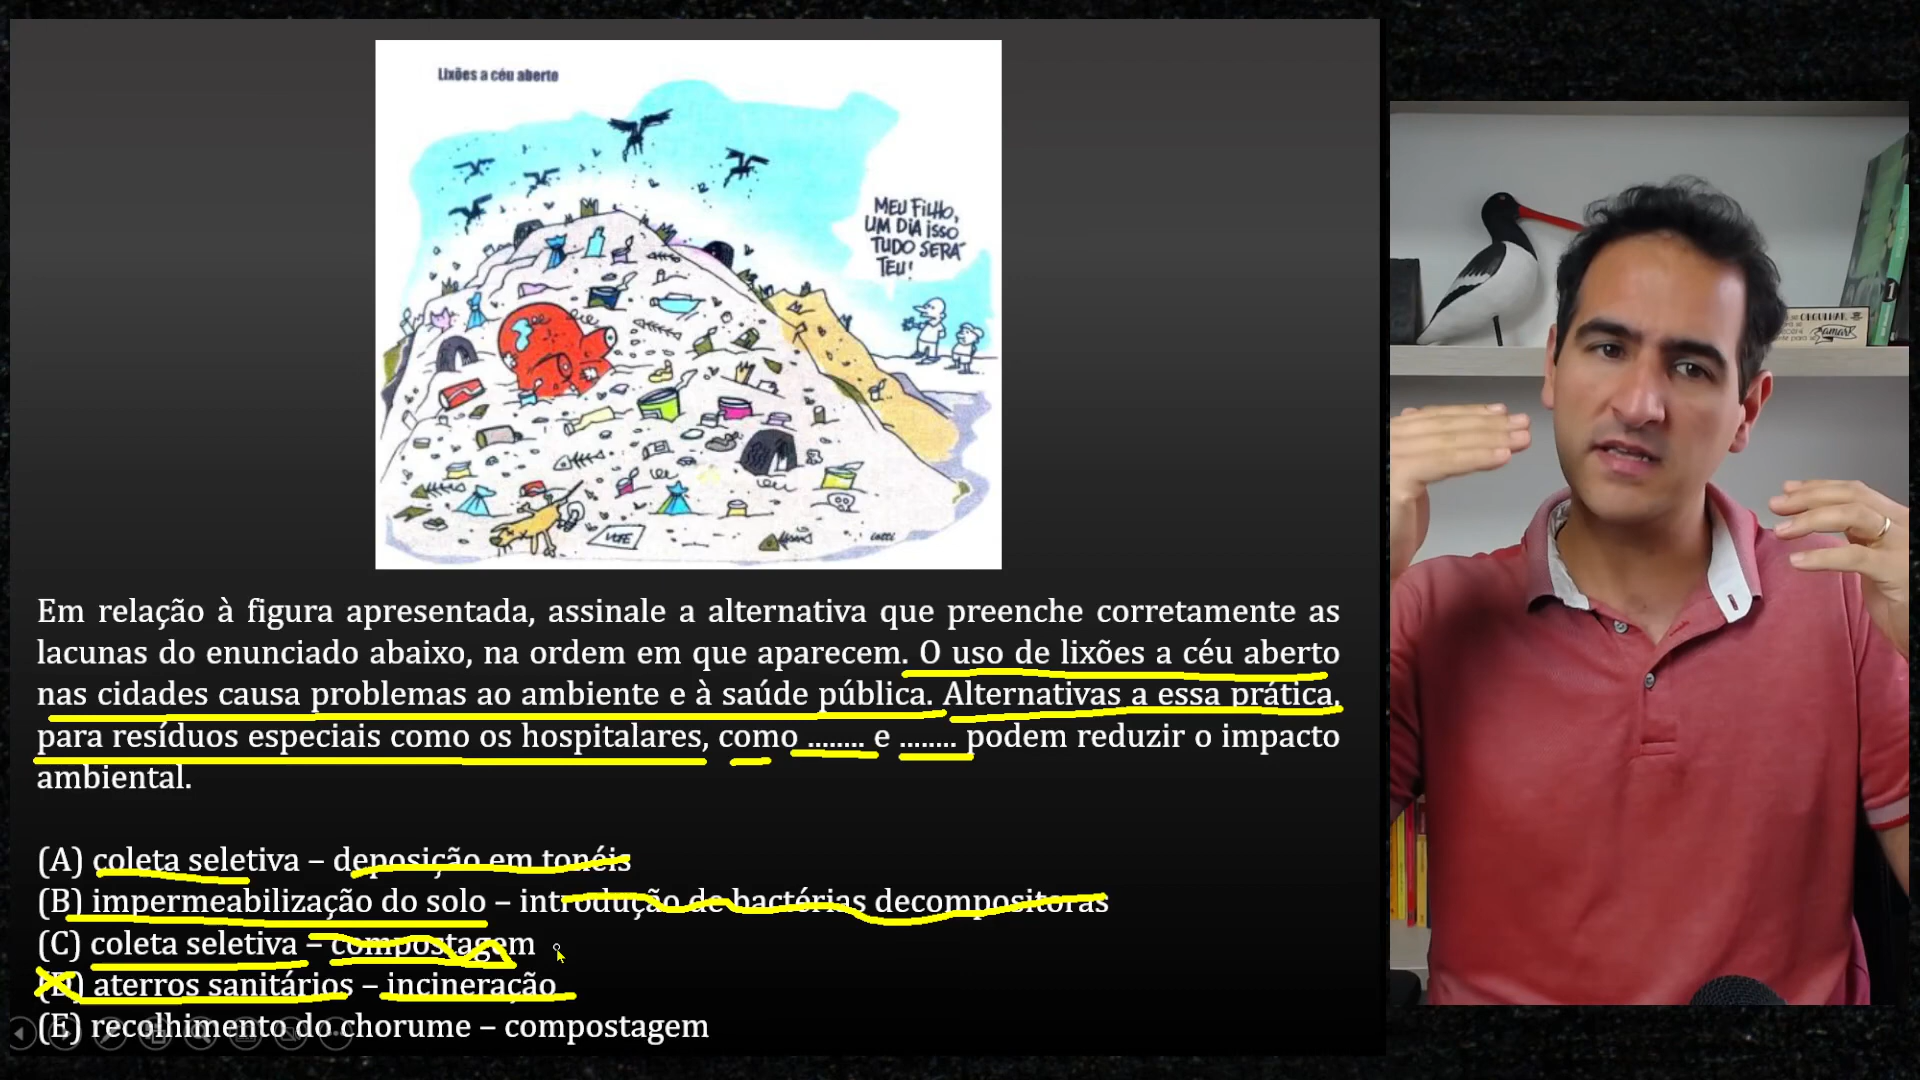 Lixões a céu aberto
MEU FILHO,
UM DIA ISSO
TUDO SERÁ
TEU!
VOTE
iotti
1
ORGULHAR
Em relação à figura apresentada, assinale a alternativa que preenche corretamente as
lacunas do enunciado abaixo, na ordem em que aparecem. O uso de lixões a céu aberto
nas cidades causa problemas ao ambiente e à saúde pública. Alternativas a essa prática,
para resíduos especiais como os hospitalares, como ........ e ........ podem reduzir o impacto
ambiental.
(A) coleta seletiva – deposição em tonéis
(B) impermeabilização do solo – introdução de bactérias decompositoras
(C) coleta seletiva – compostagem
(D) aterros sanitários – incineração
(E) recolhimento do chorume – compostagem